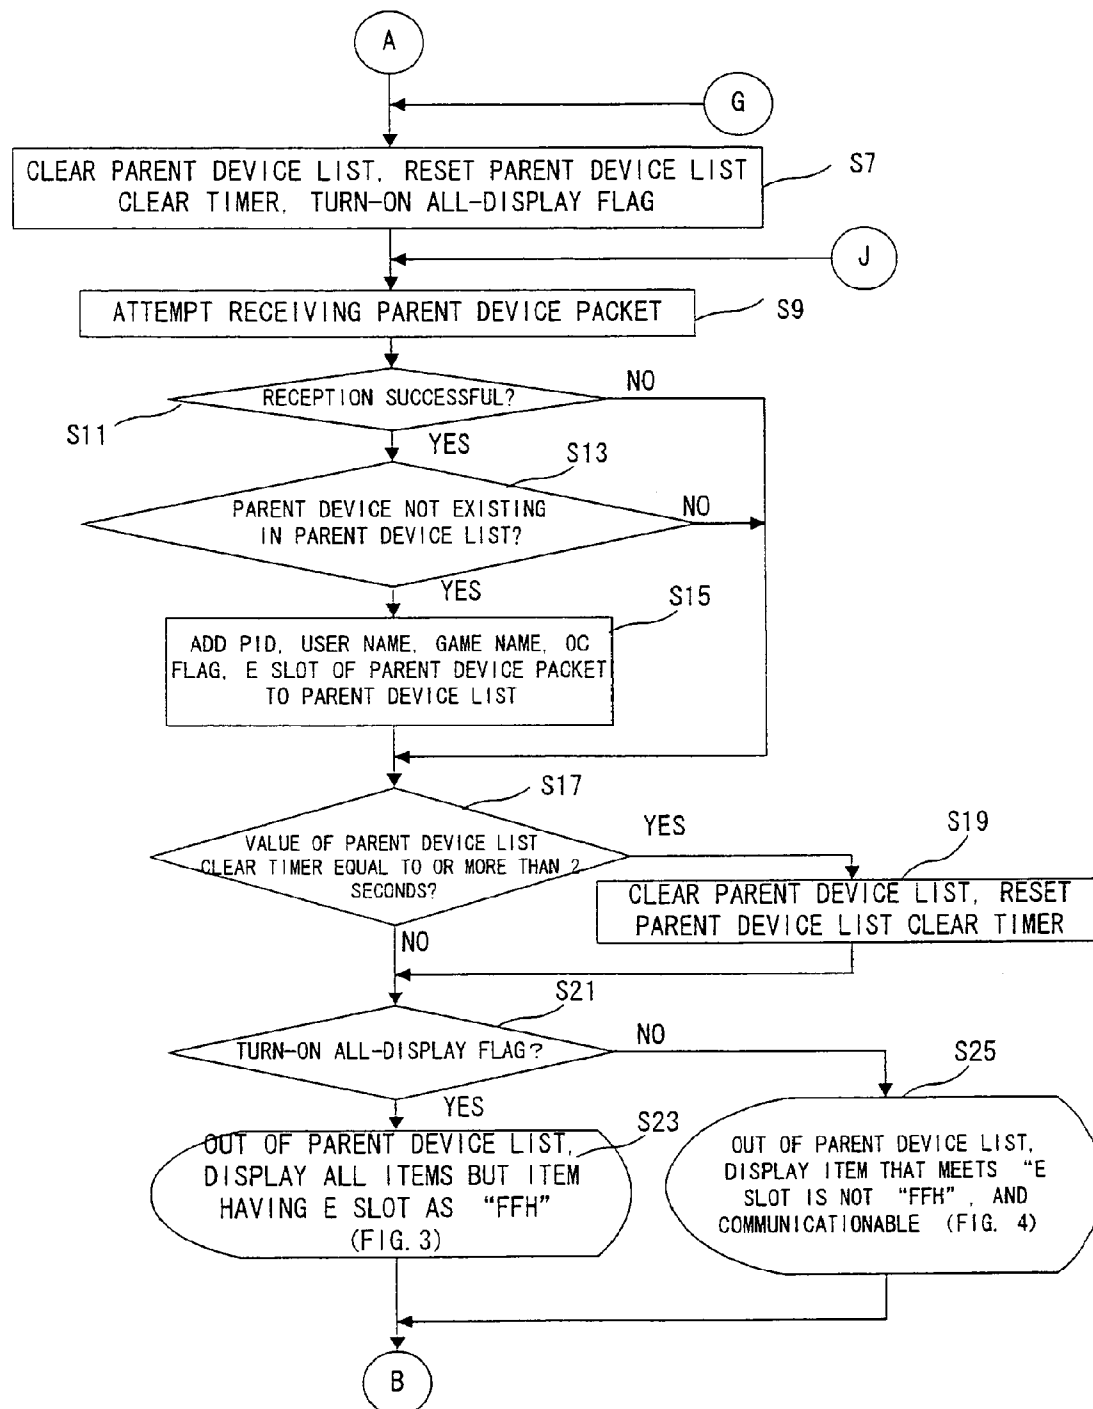 A
G
CLEAR PARENT DEVICE LIST, RESET PARENT DEVICE LIST
CLEAR TIMER, TURN-ON ALL-DISPLAY FLAG
S7
J
ATTEMPT RECEIVING PARENT DEVICE PACKET
S9
RECEPTION SUCCESSFUL?
NO
S11
YES
S13
PARENT DEVICE NOT EXISTING
IN PARENT DEVICE LIST?
NO
YES
S15
ADD PID, USER NAME, GAME NAME, OC
FLAG, E SLOT OF PARENT DEVICE PACKET
TO PARENT DEVICE LIST
S17
VALUE OF PARENT DEVICE LIST
CLEAR TIMER EQUAL TO OR MORE THAN 2
SECONDS?
YES
S19
CLEAR PARENT DEVICE LIST, RESET
PARENT DEVICE LIST CLEAR TIMER
NO
S21
TURN-ON ALL-DISPLAY FLAG?
NO
YES
S23
OUT OF PARENT DEVICE LIST,
DISPLAY ALL ITEMS BUT ITEM
HAVING E SLOT AS "FFH"
(FIG. 3)
S25
OUT OF PARENT DEVICE LIST,
DISPLAY ITEM THAT MEETS "E
SLOT IS NOT "FFH", AND
COMMUNICATIONABLE (FIG. 4)
B